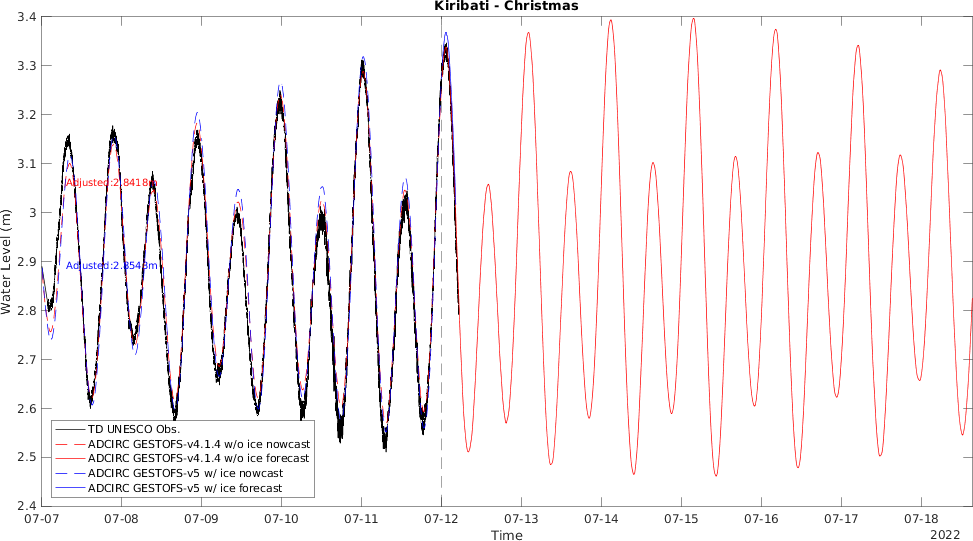 Kiribati - Christmas
3.4
3.3
3.2
3.1
3
2.9
2.8
2.7
2.6
2.5
2.4
Water Level (m)
Adjusted:2.8418m
Adjusted:2.8543m
TD UNESCO Obs.
ADCIRC GESTOFS-v4.1.4 w/o ice nowcast
ADCIRC GESTOFS-v4.1.4 w/o ice forecast
ADCIRC GESTOFS-v5 w/ ice nowcast
ADCIRC GESTOFS-v5 w/ ice forecast
07-07 07-08 07-09 07-10 07-11 07-12 07-13 07-14 07-15 07-16 07-17 07-18
Time
2022